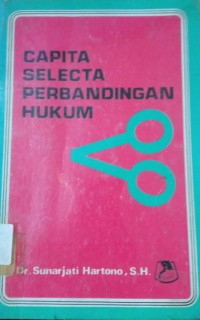 CAPITA
SELECTA
PERBANDINGAN
HUKUM
Dr. Sunarjati Hartono, S.H.